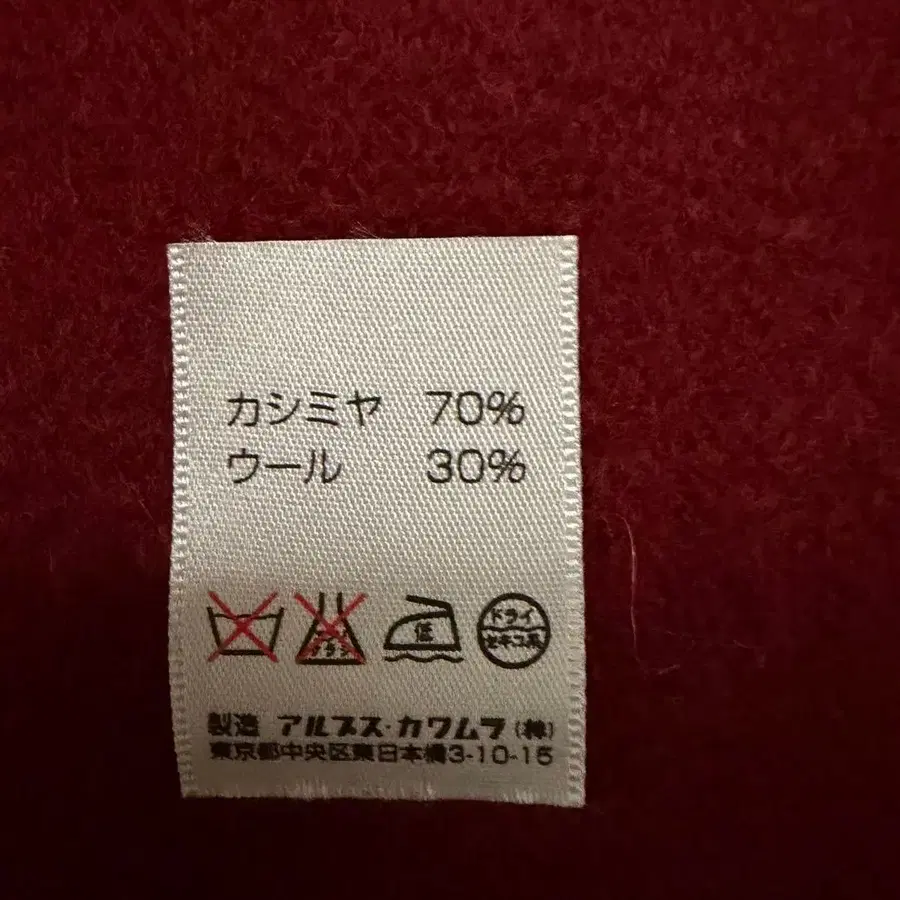 カシミヤ 70%
ウール 30%
低 ドライ
セキユ系
製造 アルプス・カワムラ(株)
東京都中央区東日本橋3-10-15